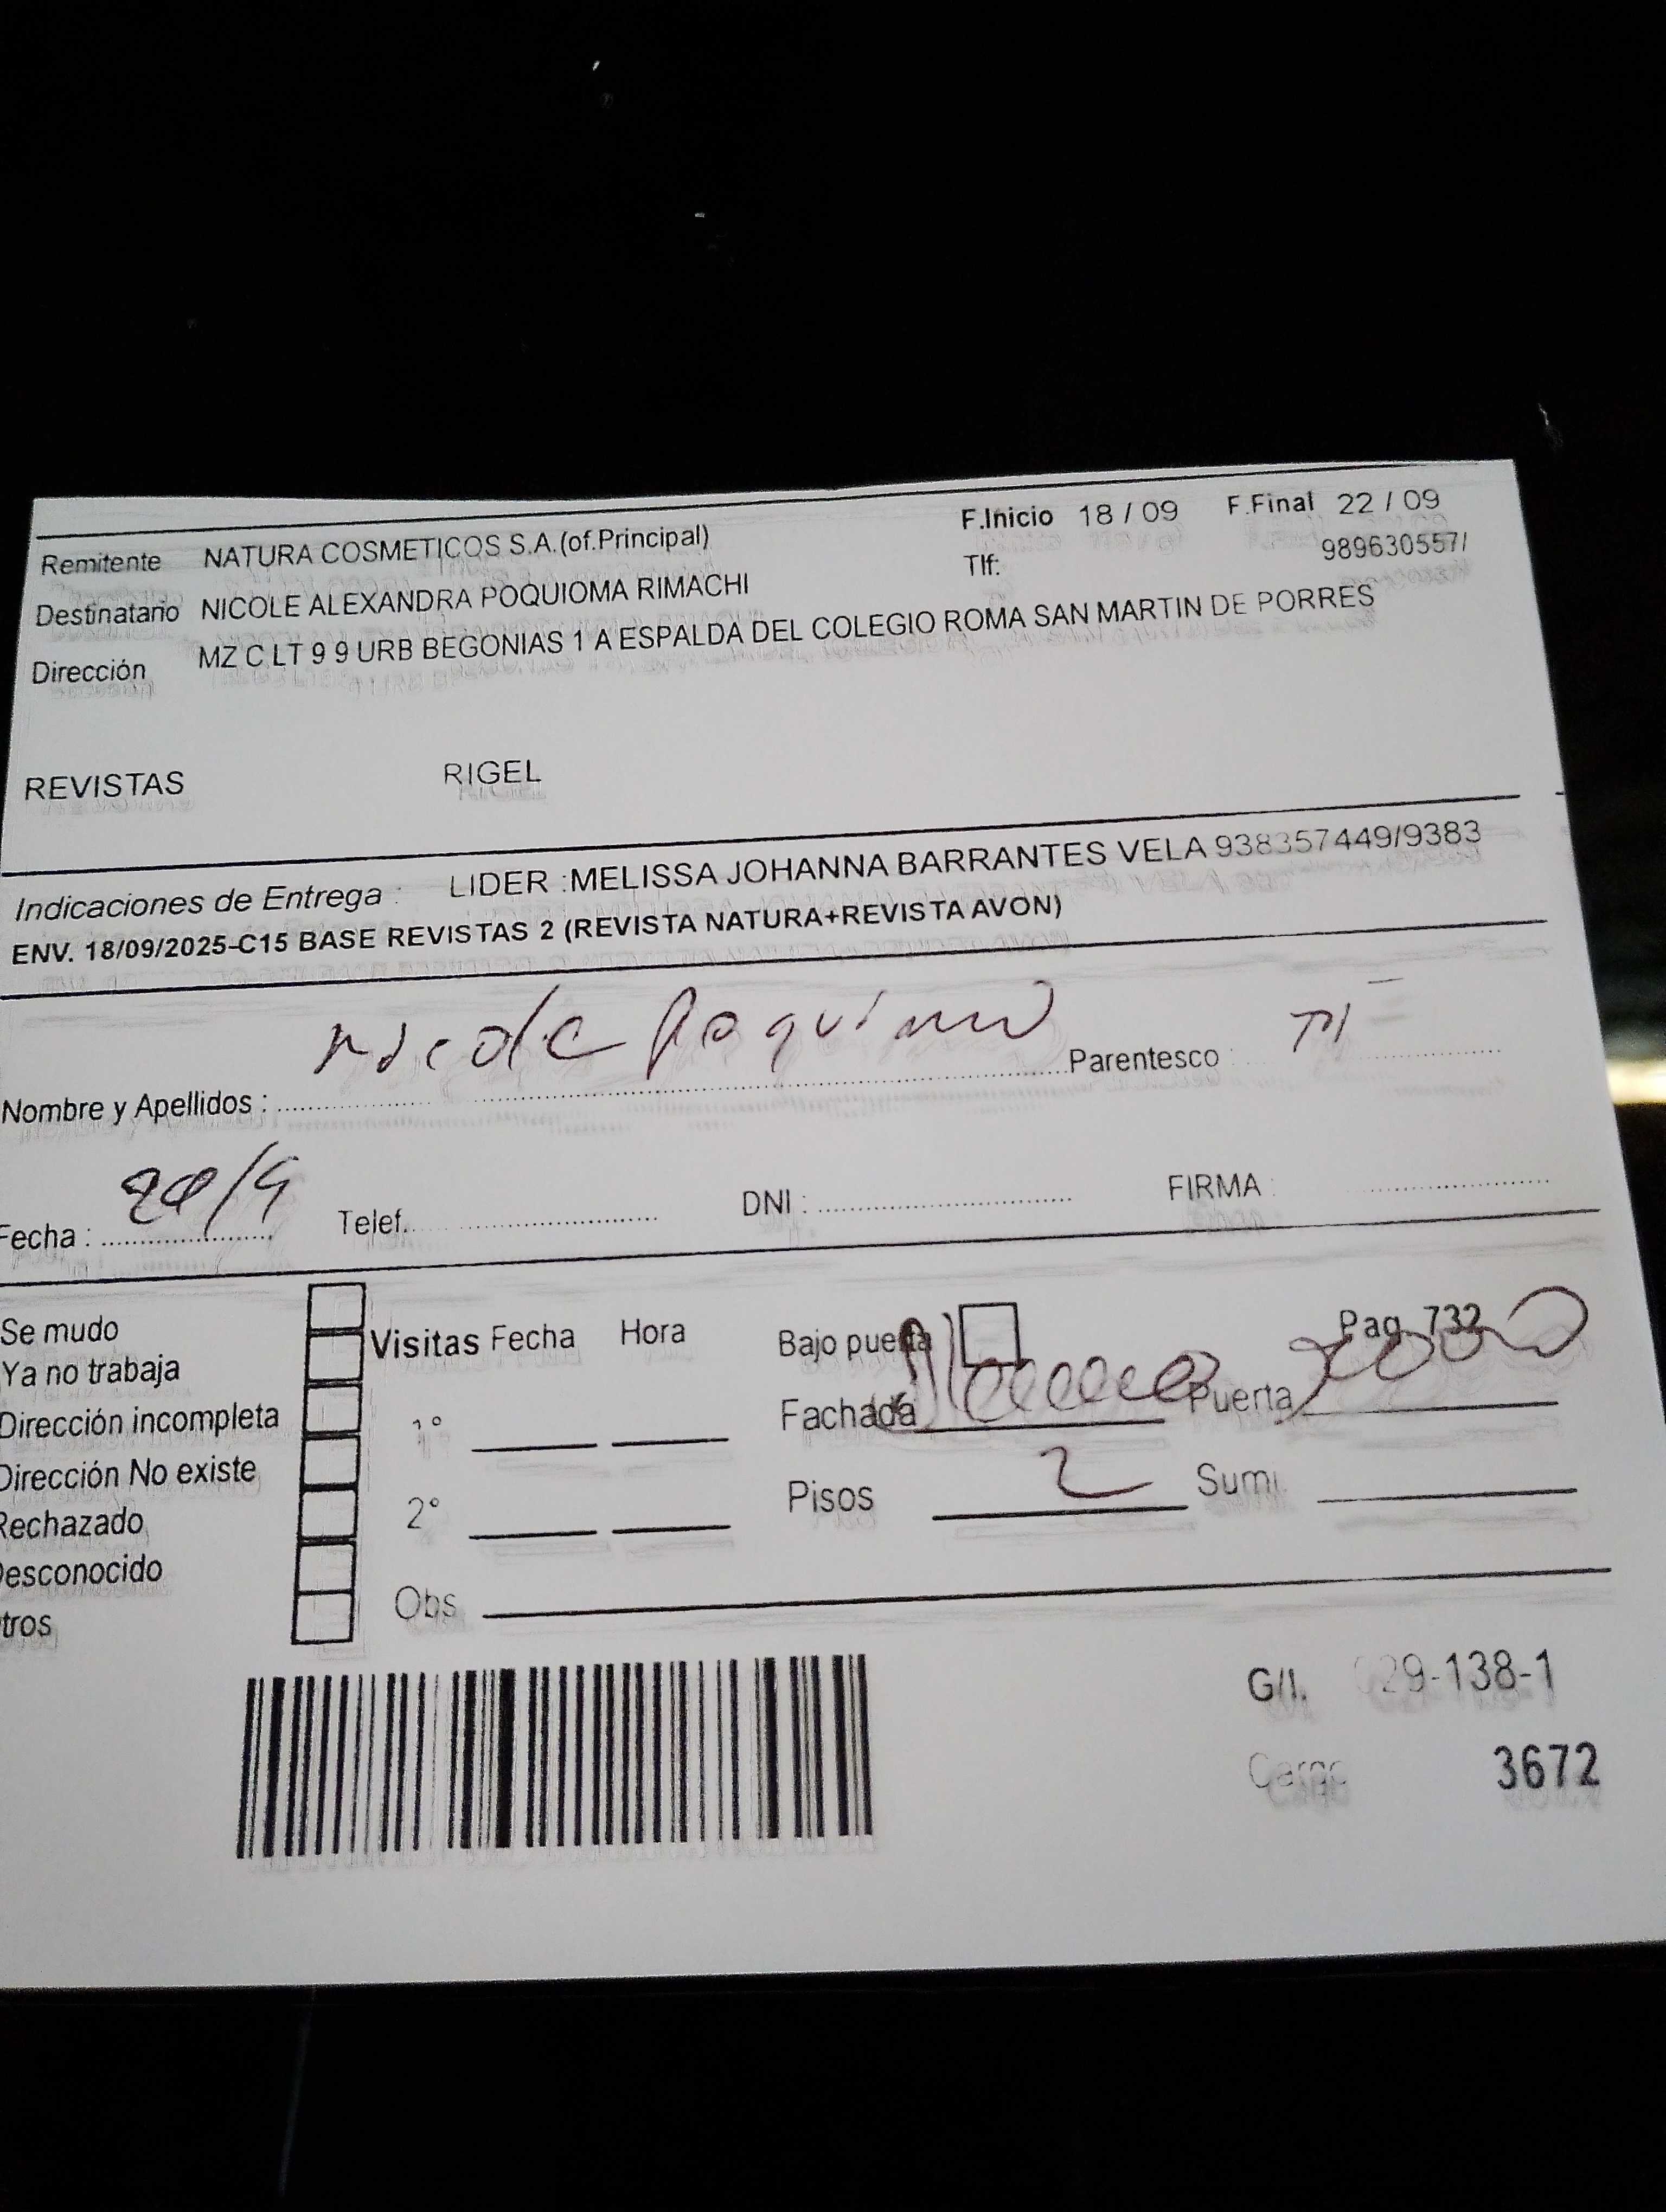 F.Inicio 18 / 09 F.Final 22 / 09
Remitente NATURA COSMETICOS S.A.(of.Principal)
Tlf: 989630557/
Destinatario NICOLE ALEXANDRA POQUIOMA RIMACHI
Dirección MZ C LT 9 9 URB BEGONIAS 1 A ESPALDA DEL COLEGIO ROMA SAN MARTIN DE PORRES
REVISTAS RIGEL
Indicaciones de Entrega : LIDER :MELISSA JOHANNA BARRANTES VELA 938357449/9383
ENV. 18/09/2025-C15 BASE REVISTAS 2 (REVISTA NATURA+REVISTA AVON)
Nombre y Apellidos : Parentesco :
Fecha : Telef. DNI : FIRMA :
Se mudo
Ya no trabaja
Dirección incompleta
Dirección No existe
Rechazado
Desconocido
tros
Visitas Fecha Hora
1°
2°
Obs
Bajo puerta Pag 732
Fachada Puerta
Pisos 2 Sumi.
G/I. 29-138-1
Cargo 3672